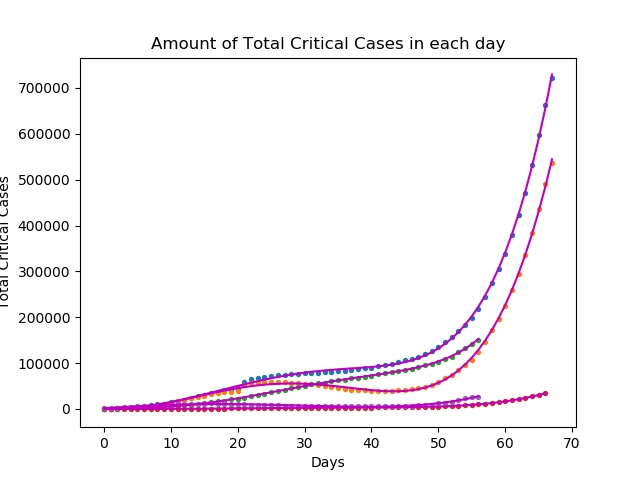 Amount of Total Critical Cases in each day
Total Critical Cases
700000
600000
500000
400000
300000
200000
100000
0
0 10 20 30 40 50 60 70
Days